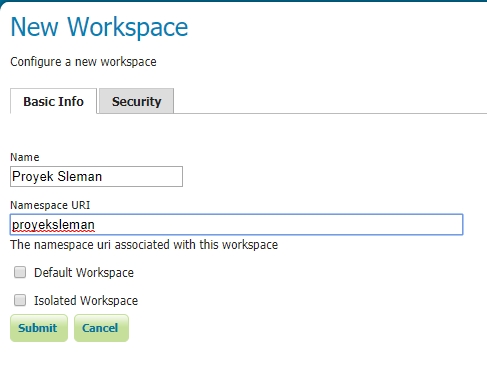 New Workspace
Configure a new workspace
Basic Info Security
Name
Proyek Sleman
Namespace URI
proyeksleman
The namespace uri associated with this workspace
Default Workspace
Isolated Workspace
Submit Cancel